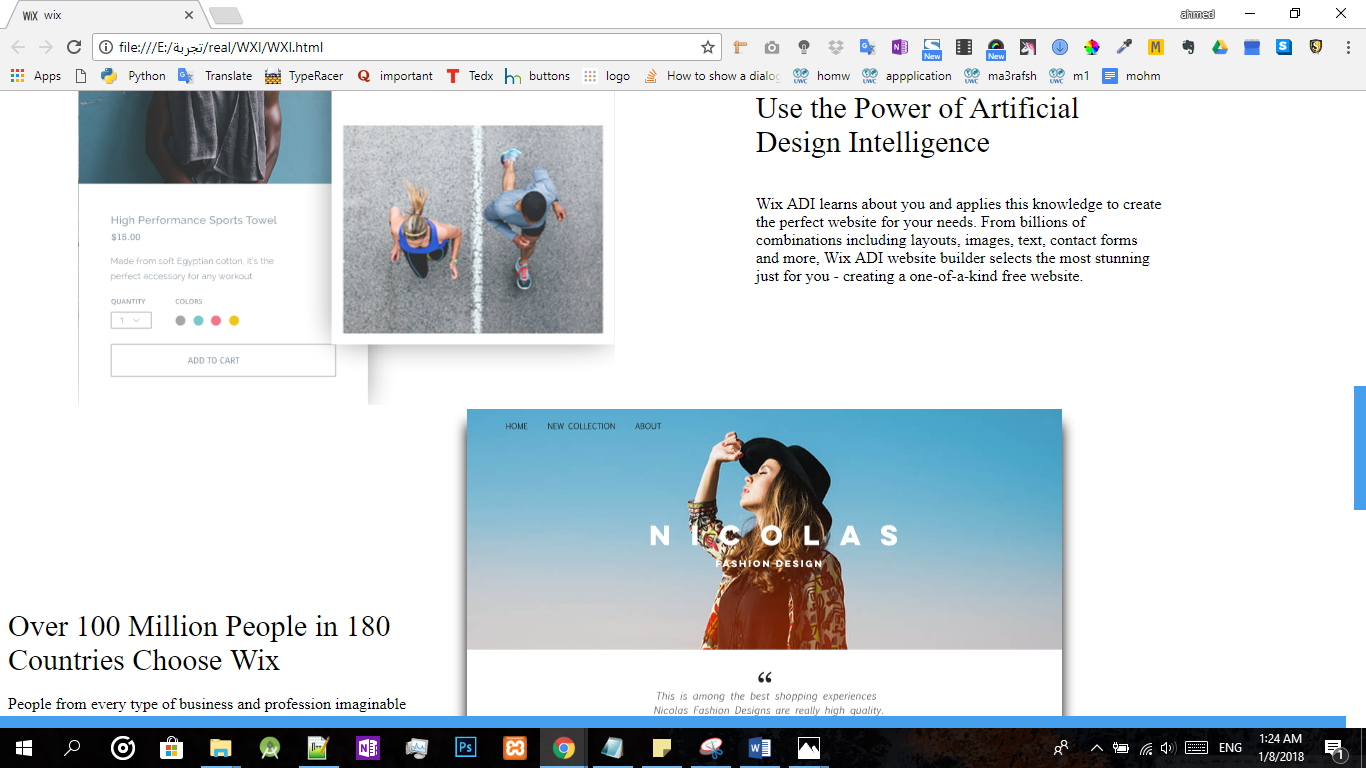 WiX wix
ahmed
file:///E:/تجربة/real/WXI/WXI.html
New
New
Apps
Python
Translate
TypeRacer
important
Tedx
buttons
logo
How to show a dialog
homw
appplication
ma3rafsh
m1
mohm
Use the Power of Artificial
Design Intelligence
Wix ADI learns about you and applies this knowledge to create
the perfect website for your needs. From billions of
combinations including layouts, images, text, contact forms
and more, Wix ADI website builder selects the most stunning
just for you - creating a one-of-a-kind free website.
High Performance Sports Towel
$15.00
Made from soft Egyptian cotton, it's the
perfect accessory for any workout.
QUANTITY COLORS
1
ADD TO CART
HOME NEW COLLECTION ABOUT
NICOLAS
FASHION DESIGN
“
This is among the best shopping experiences
Nicolas Fashion Designs are really high quality.
Over 100 Million People in 180
Countries Choose Wix
People from every type of business and profession imaginable
ENG
1:24 AM
1/8/2018
1